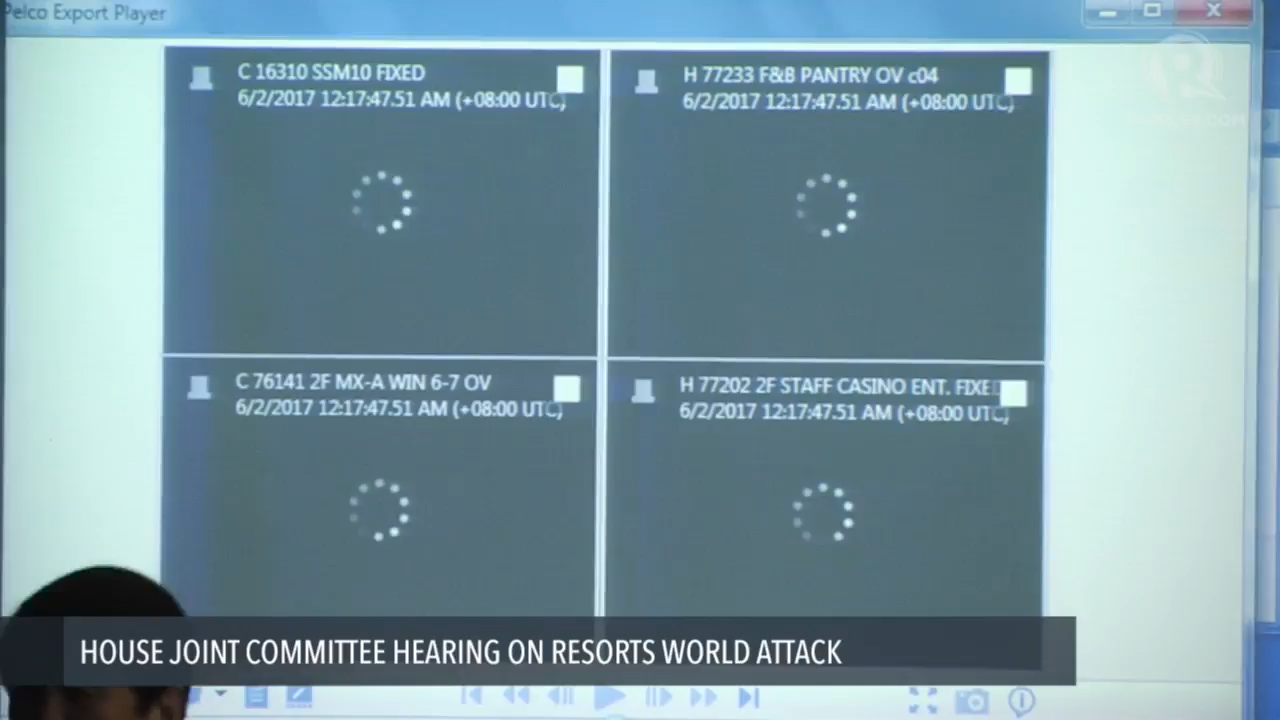 Pelco Export Player
C 16310 SSM10 FIXED
6/2/2017 12:17:47.51 AM (+08:00 UTC)
H 77233 F&B PANTRY OV c04
6/2/2017 12:17:47.51 AM (+08:00 UTC)
C 76141 2F MX-A WIN 6-7 OV
6/2/2017 12:17:47.51 AM (+08:00 UTC)
H 77202 2F STAFF CASINO ENT. FIXE
6/2/2017 12:17:47.51 AM (+08:00 UTC)
HOUSE JOINT COMMITTEE HEARING ON RESORTS WORLD ATTACK